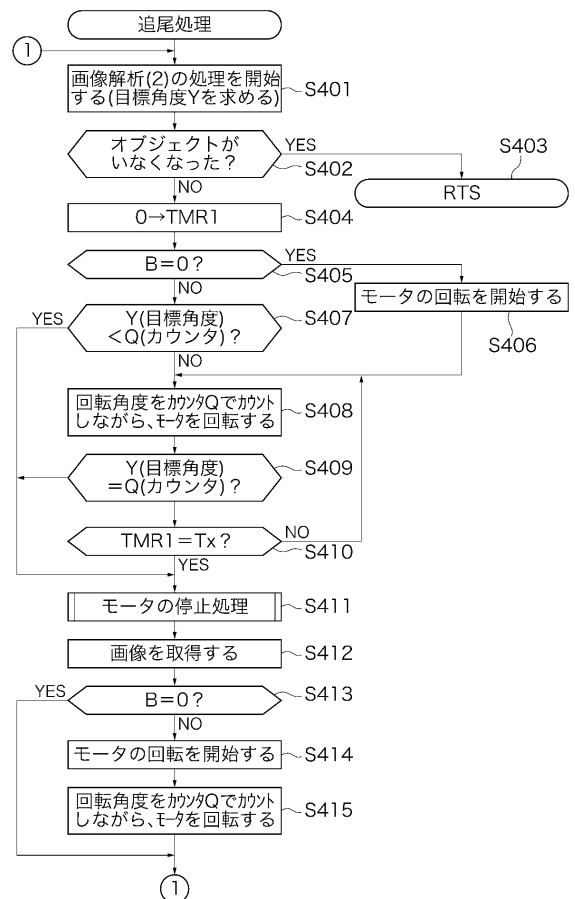 追尾処理
1
画像解析(2)の処理を開始
する(目標角度Yを求める)
S401
オブジェクトが
いなくなった？
YES
S402
S403
RTS
NO
0→TMR1
S404
B=0？
YES
S405
NO
モータの回転を開始する
S406
YES
Y(目標角度)
<Q(カウンタ)？
S407
NO
回転角度をｶｳﾝﾀQでｶｳﾝﾄ
しながら、ﾓｰﾀを回転する
S408
Y(目標角度)
=Q(カウンタ)？
S409
TMR1=Tx？
NO
S410
YES
モータの停止処理
S411
画像を取得する
S412
YES
B=0？
S413
NO
モータの回転を開始する
S414
回転角度をｶｳﾝﾀQでｶｳﾝﾄ
しながら、ﾓｰﾀを回転する
S415
1